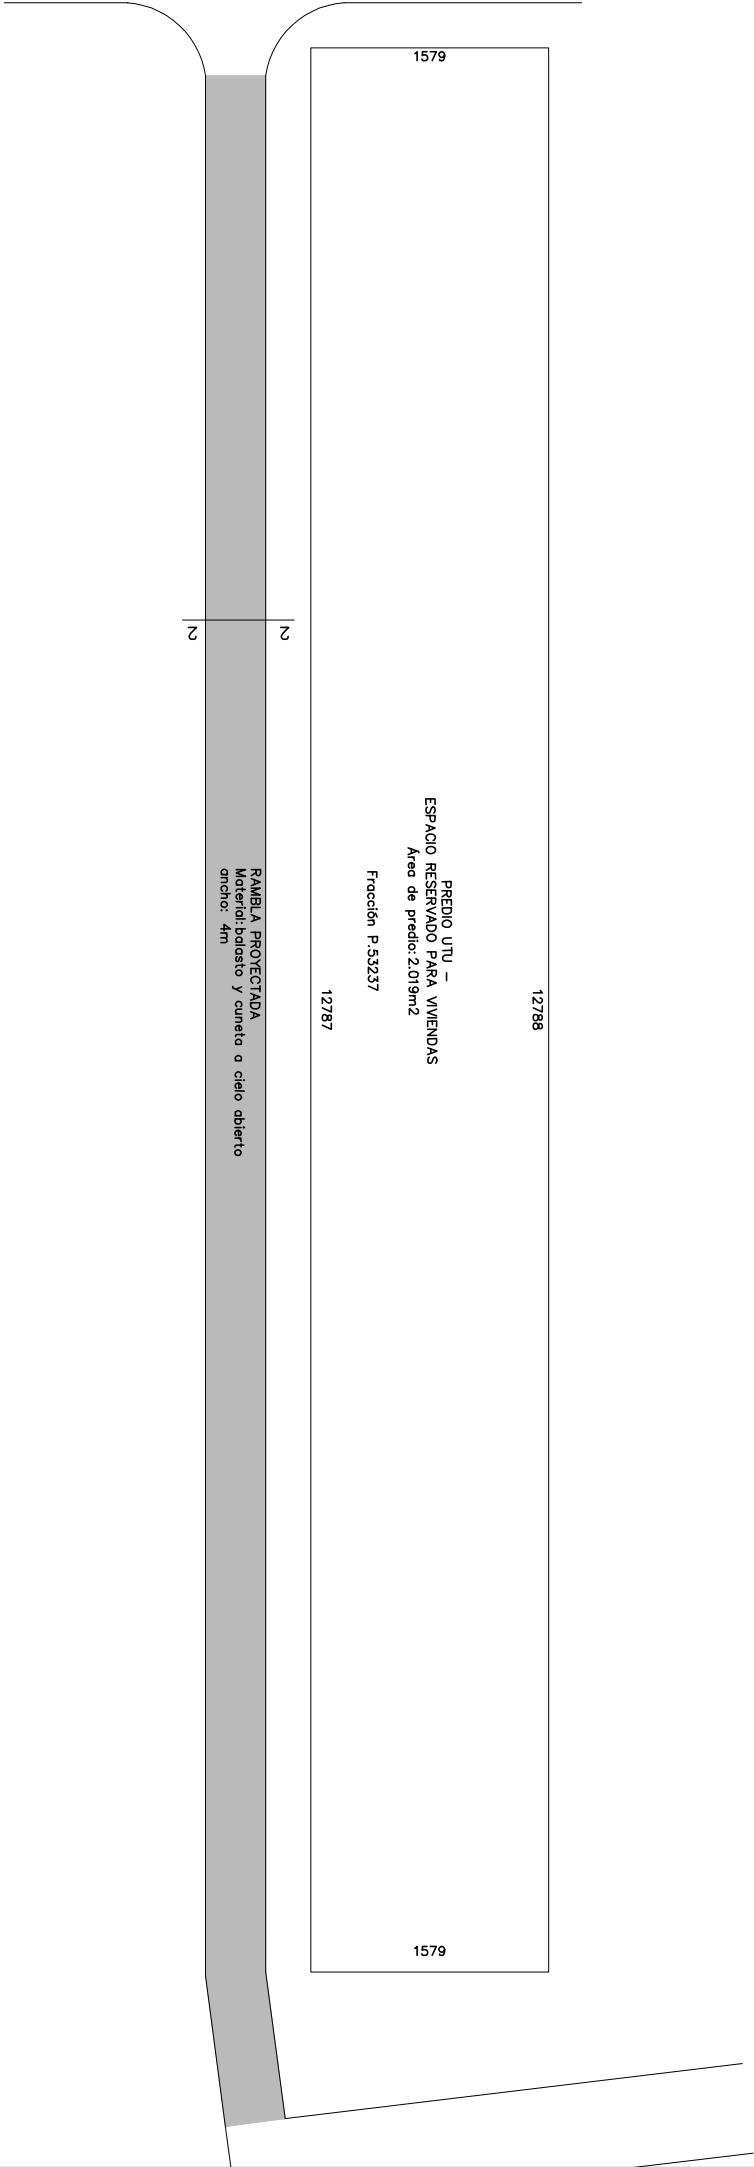 1579
2
2
PREDIO UTU –
ESPACIO RESERVADO PARA VIVIENDAS
Área de predio: 2.019m2
Fracción P.53237
12788
12787
RAMBLA PROYECTADA
Material: balasto y cuneta a cielo abierto
ancho: 4m
1579